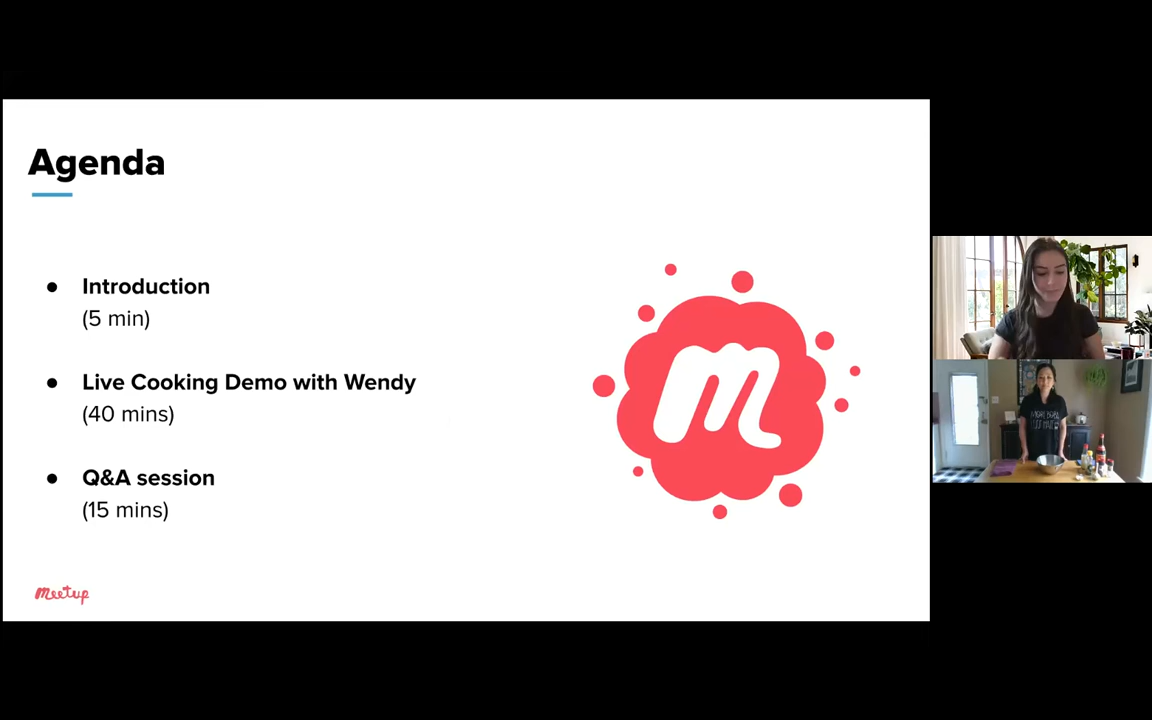 Agenda
Introduction
(5 min)
Live Cooking Demo with Wendy
(40 mins)
Q&A session
(15 mins)
meetup
m